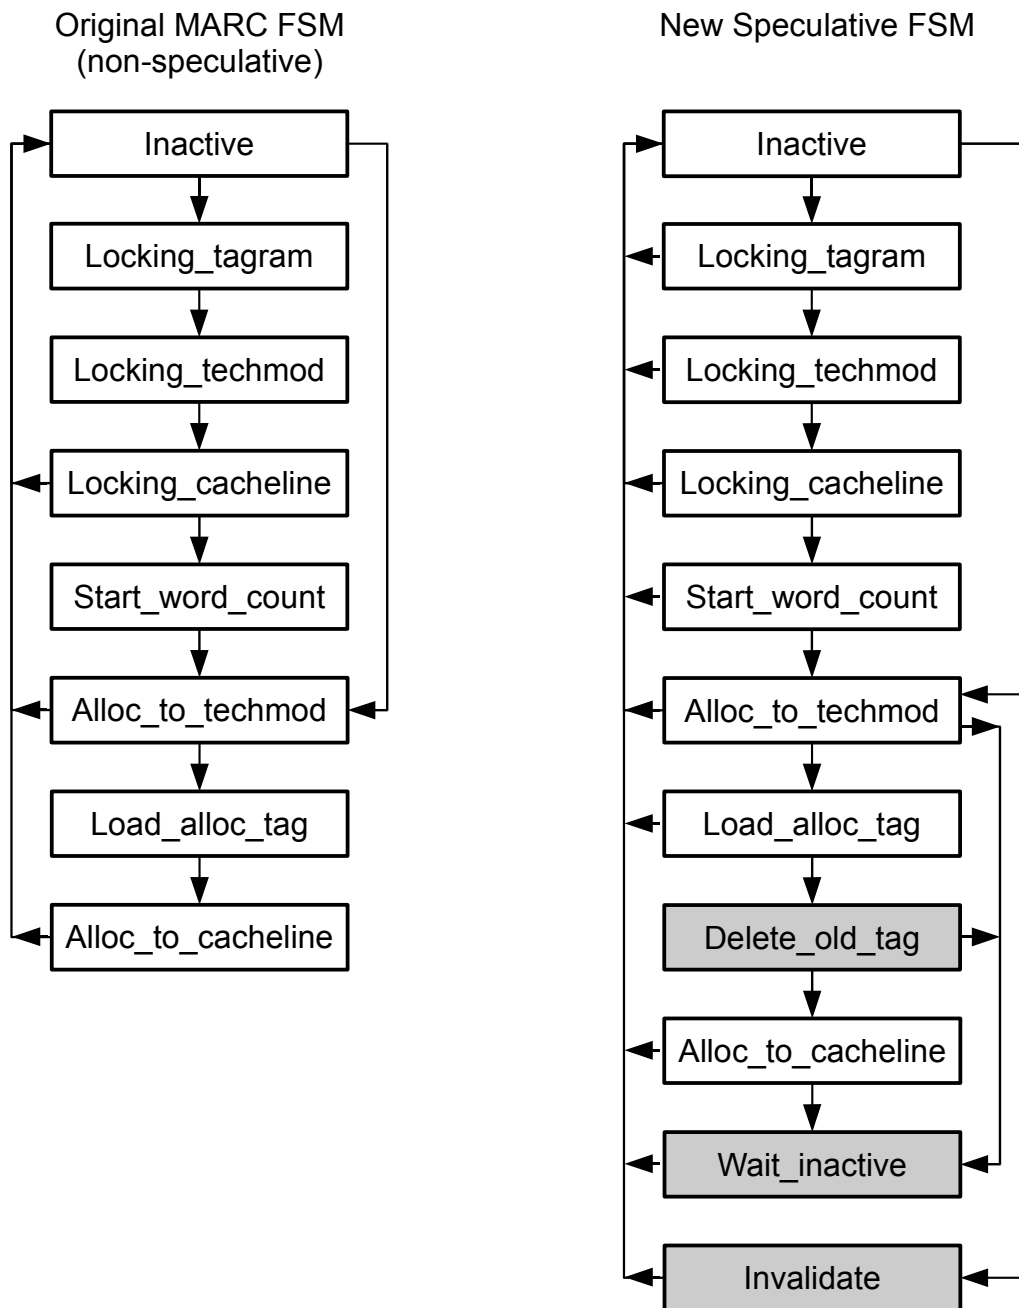 Original MARC FSM
(non-speculative)
Inactive
Locking_tagram
Locking_techmod
Locking_cacheline
Start_word_count
Alloc_to_techmod
Load_alloc_tag
Alloc_to_cacheline
New Speculative FSM
Inactive
Locking_tagram
Locking_techmod
Locking_cacheline
Start_word_count
Alloc_to_techmod
Load_alloc_tag
Delete_old_tag
Alloc_to_cacheline
Wait_inactive
Invalidate